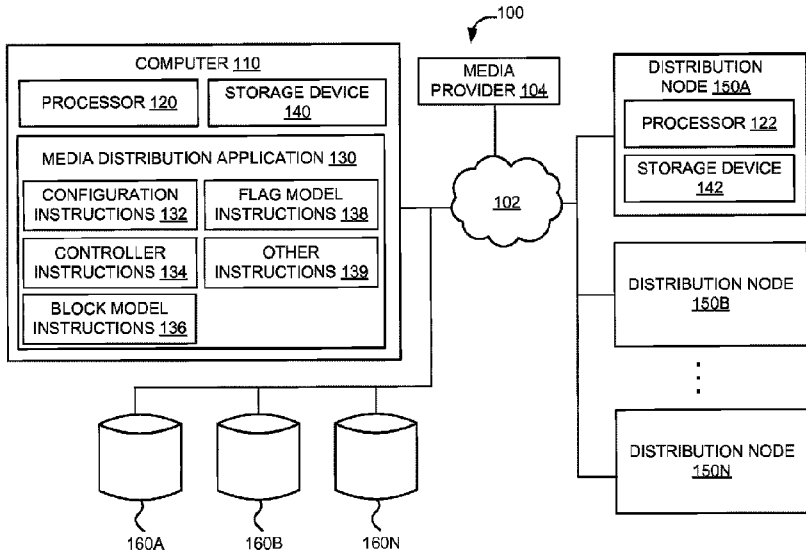 100
COMPUTER 110
PROCESSOR 120
STORAGE DEVICE
140
MEDIA DISTRIBUTION APPLICATION 130
CONFIGURATION
INSTRUCTIONS 132
FLAG MODEL
INSTRUCTIONS 138
CONTROLLER
INSTRUCTIONS 134
OTHER
INSTRUCTIONS 139
BLOCK MODEL
INSTRUCTIONS 136
MEDIA
PROVIDER 104
102
DISTRIBUTION
NODE 150A
PROCESSOR 122
STORAGE DEVICE
142
DISTRIBUTION NODE
150B
DISTRIBUTION NODE
150N
160A
160B
160N